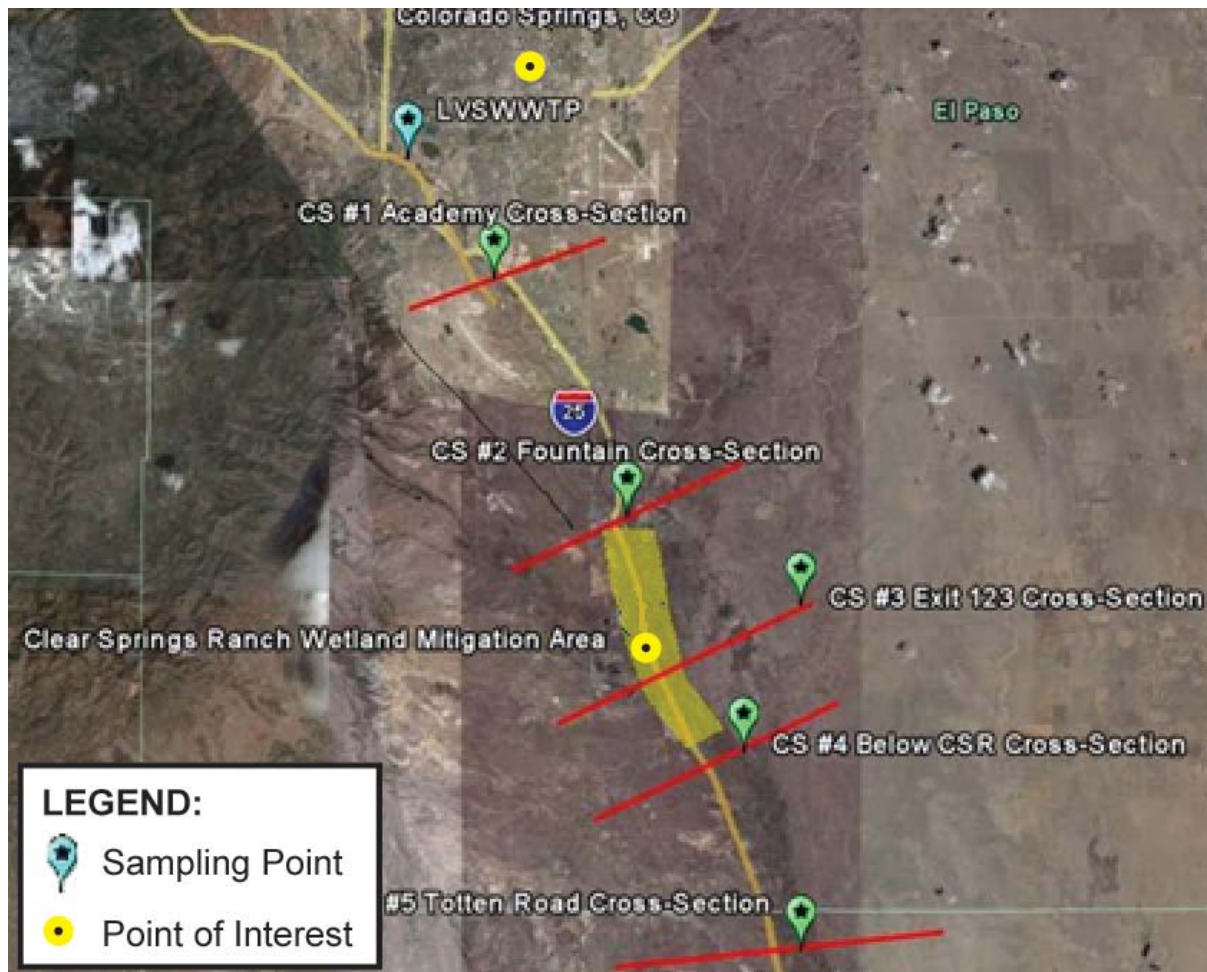 Colorado Springs, CO
LVSWWTP
El Paso
CS #1 Academy Cross-Section
25
CS #2 Fountain Cross-Section
CS #3 Exit 123 Cross-Section
Clear Springs Ranch Wetland Mitigation Area
CS #4 Below CSR Cross-Section
LEGEND:
Sampling Point
Point of Interest
#5 Totten Road Cross-Section